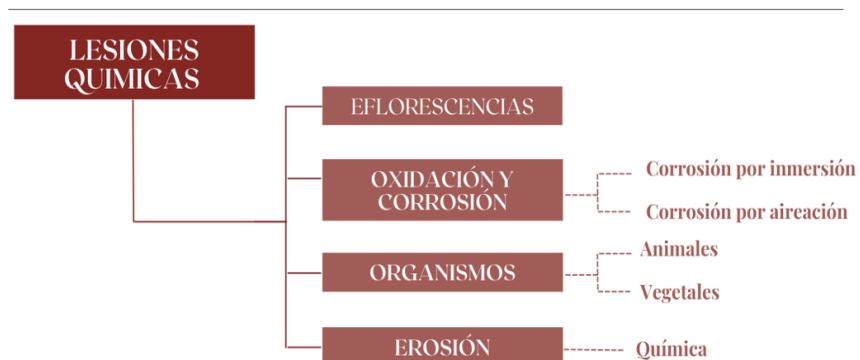 LESIONES
QUIMICAS
EFLORESCENCIAS
OXIDACIÓN Y
CORROSIÓN
Corrosión por inmersión
Corrosión por aireación
ORGANISMOS
Animales
Vegetales
EROSIÓN
Química